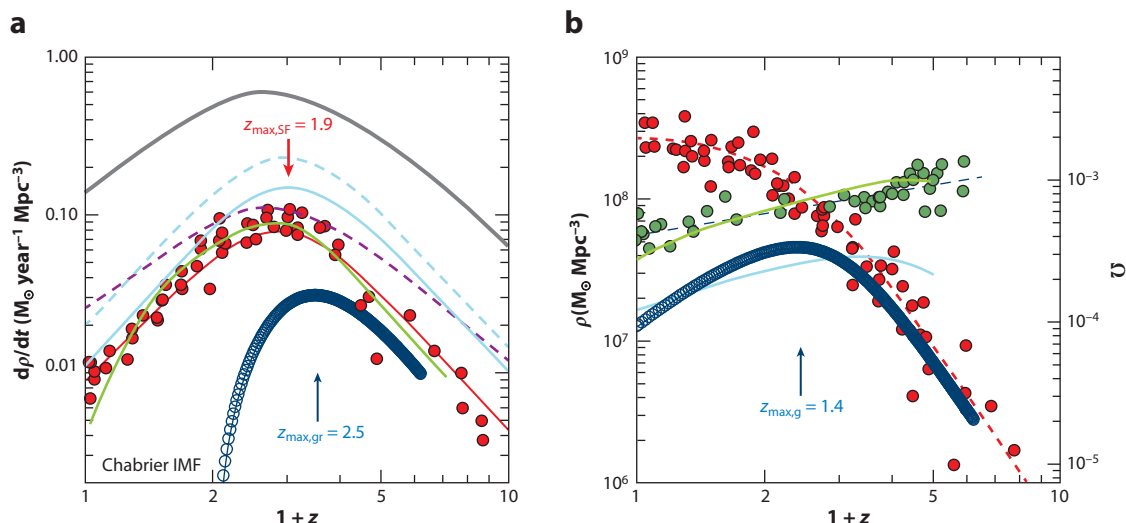 a
dρ/dt (M⊙ year⁻¹ Mpc⁻³)
1.00
0.10
0.01
z_max,SF = 1.9
z_max,gr = 2.5
Chabrier IMF
1 2 5 10
1 + z
b
ρ(M⊙ Mpc⁻³)
10⁹
10⁸
10⁷
10⁶
z_max,g = 1.4
10⁻³
10⁻⁴
10⁻⁵
Ω
1 2 5 10
1 + z